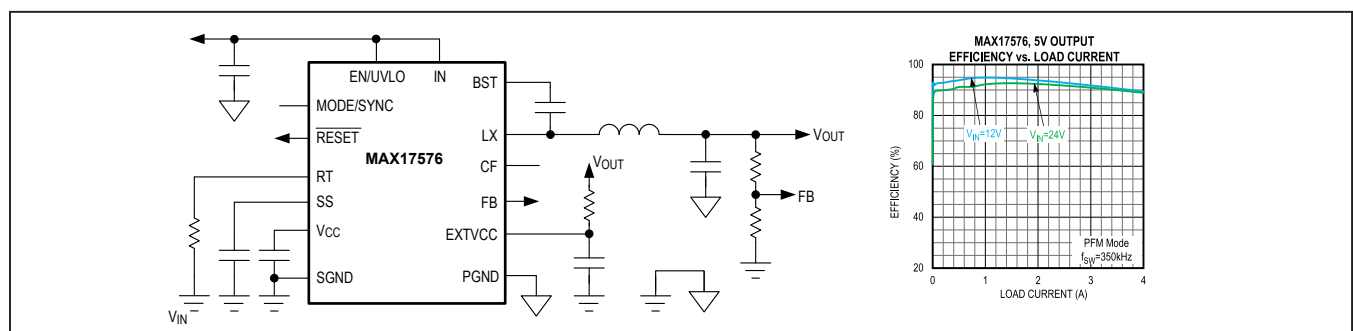 EN/UVLO
IN
BST
MODE/SYNC
RESET
LX
VOUT
MAX17576
CF
VOUT
RT
FB
FB
SS
VCC
EXTVCC
SGND
PGND
VIN
MAX17576, 5V OUTPUT
EFFICIENCY vs. LOAD CURRENT
100
80
60
40
20
EFFICIENCY (%)
VIN=12V
VIN=24V
PFM Mode
fSW=350kHz
0
1
2
3
4
LOAD CURRENT (A)